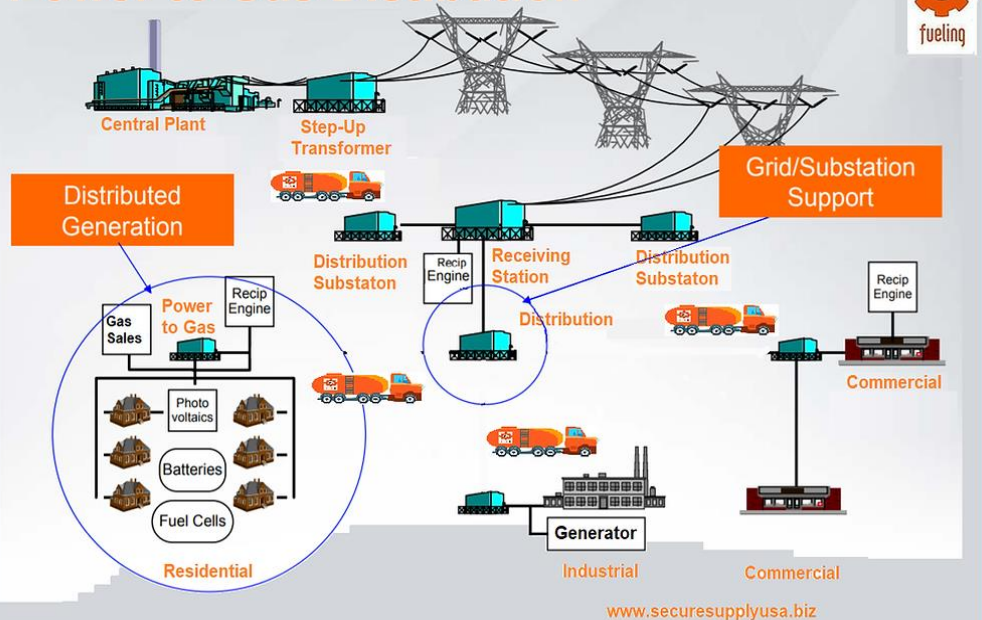 fueling
Central Plant
Step-Up
Transformer
Grid/Substation
Support
Distributed
Generation
Distribution
Substaton
Recip
Engine
Receiving
Station
Distribution
Substaton
Recip
Engine
Power
to Gas
Recip
Engine
Gas
Sales
Distribution
Commercial
Photo
voltaics
Batteries
Fuel Cells
Generator
Residential
Industrial
Commercial
www.securesupplyusa.biz